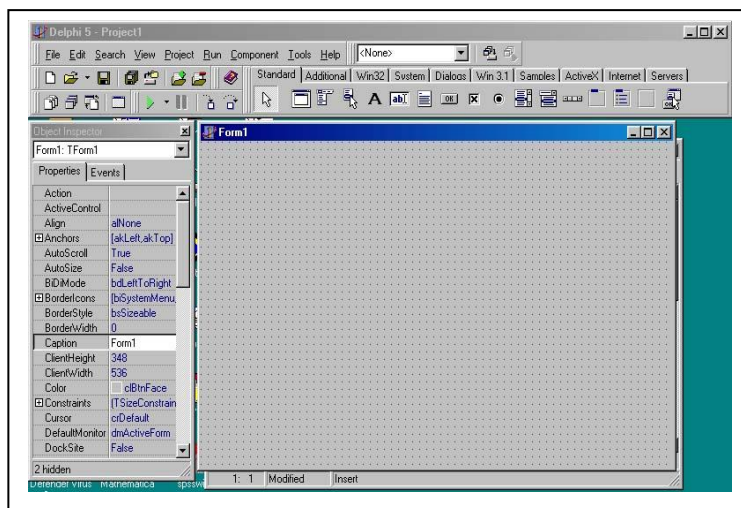 Delphi 5 - Project1
File Edit Search View Project Run Component Tools Help <None>
Standard Additional Win32 System Dialogs Win 3.1 Samples ActiveX Internet Servers
A ab OK
Object Inspector
Form1: TForm1
Properties Events
Action
ActiveControl
Align alNone
Anchors [akLeft,akTop]
AutoScroll True
AutoSize False
BiDiMode bdLeftToRight
BorderIcons [biSystemMenu,
BorderStyle bsSizeable
BorderWidth 0
Caption Form1
ClientHeight 348
ClientWidth 536
Color clBtnFace
Constraints (TSizeConstrain
Cursor crDefault
DefaultMonitor dmActiveForm
DockSite False
2 hidden
Form1
1: 1 Modified Insert
Defender Virus Mathematica spssw